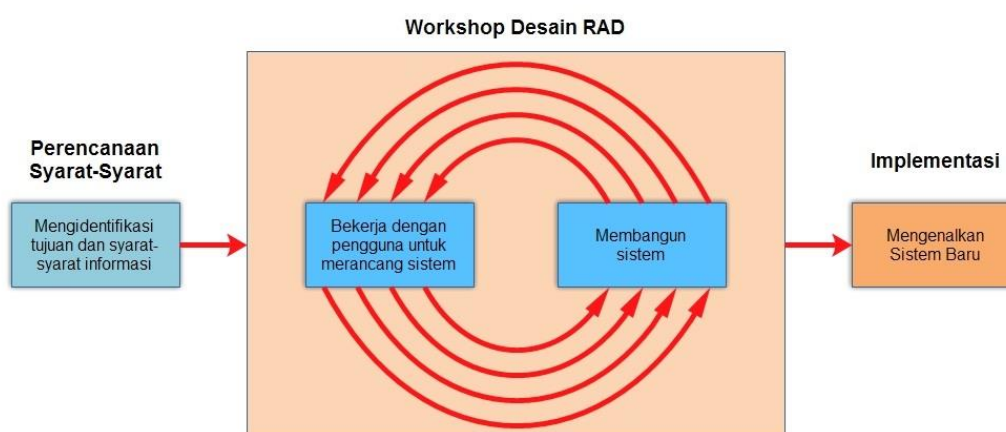 Workshop Desain RAD
Perencanaan
Syarat-Syarat
Mengidentifikasi
tujuan dan syarat-
syarat informasi
Bekerja dengan
pengguna untuk
merancang sistem
Membangun
sistem
Implementasi
Mengenalkan
Sistem Baru